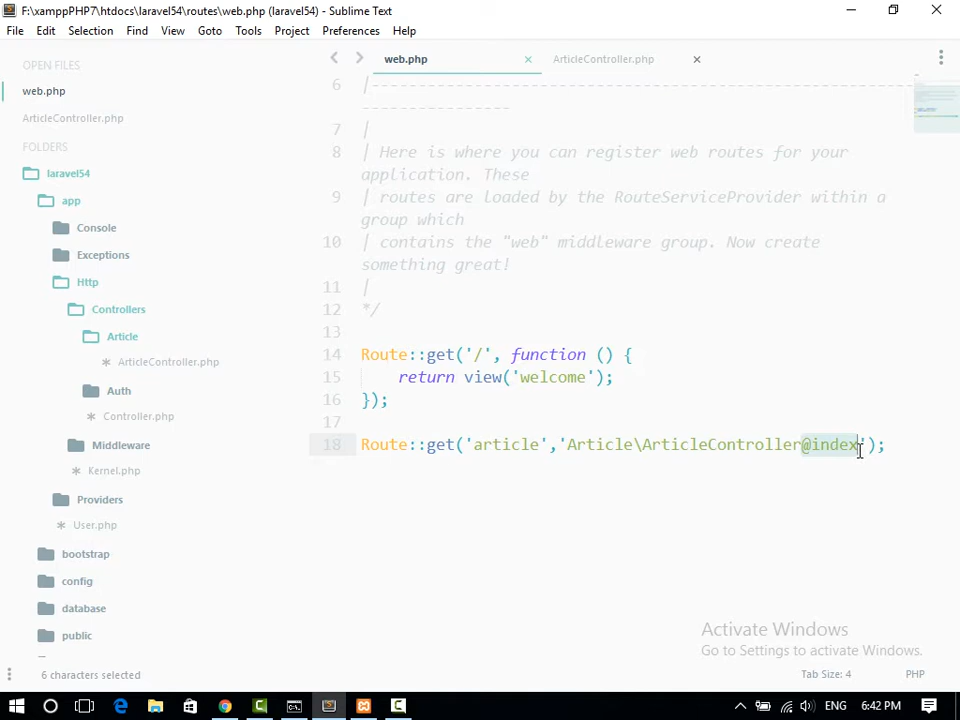 F:\xamppPHP7\htdocs\laravel54\routes\web.php (laravel54) - Sublime Text
File Edit Selection Find View Goto Tools Project Preferences Help
OPEN FILES
web.php
ArticleController.php
FOLDERS
laravel54
app
Console
Exceptions
Http
Controllers
Article
ArticleController.php
Auth
Controller.php
Middleware
Kernel.php
Providers
User.php
bootstrap
config
database
public
web.php × ArticleController.php ×
6 |--------------------------------------------------------------------------
7 |
8 | Here is where you can register web routes for your
application. These
9 | routes are loaded by the RouteServiceProvider within a
group which
10 | contains the "web" middleware group. Now create
something great!
11 |
12 */
13
14 Route::get('/', function () {
15 return view('welcome');
16 });
17
18 Route::get('article','Article\ArticleController@index');
Activate Windows
Go to Settings to activate Windows.
6 characters selected
Tab Size: 4 PHP
ENG 6:42 PM